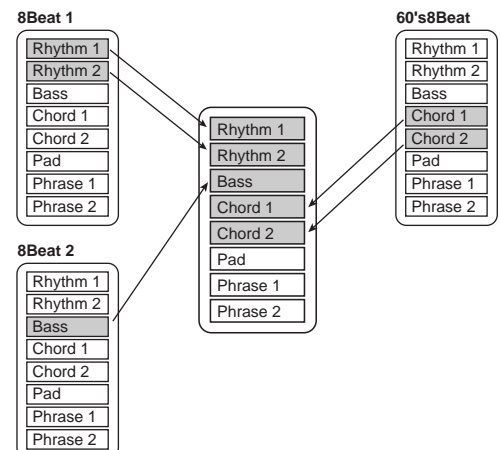 8Beat 1
Rhythm 1
Rhythm 2
Bass
Chord 1
Chord 2
Pad
Phrase 1
Phrase 2
8Beat 2
Rhythm 1
Rhythm 2
Bass
Chord 1
Chord 2
Pad
Phrase 1
Phrase 2
Rhythm 1
Rhythm 2
Bass
Chord 1
Chord 2
Pad
Phrase 1
Phrase 2
60's8Beat
Rhythm 1
Rhythm 2
Bass
Chord 1
Chord 2
Pad
Phrase 1
Phrase 2